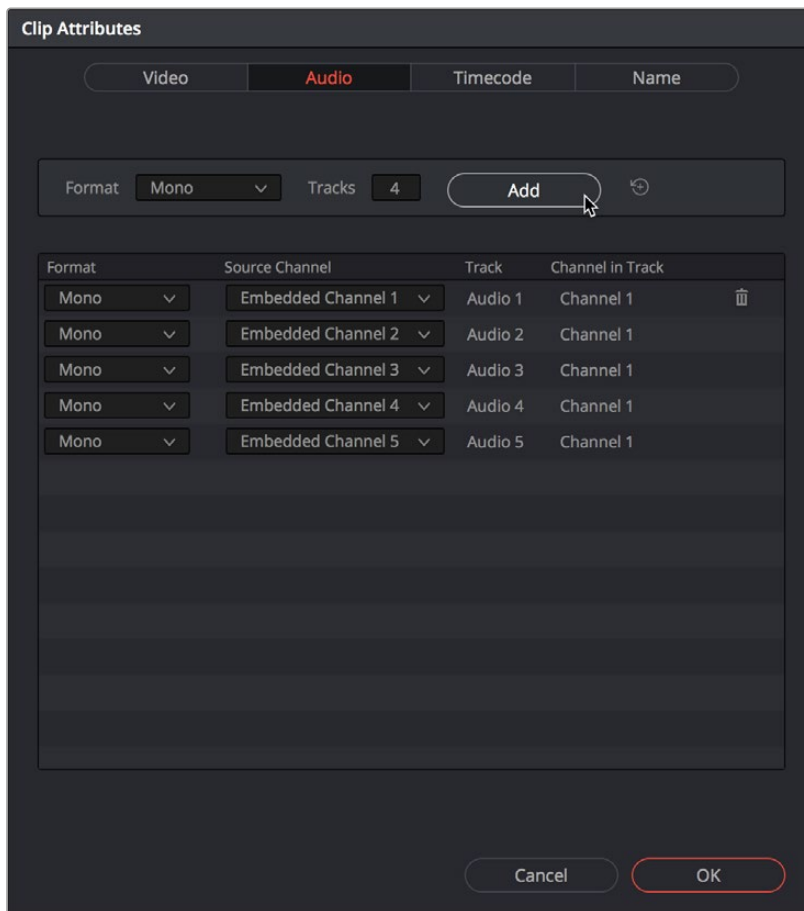 Clip Attributes
Video Audio Timecode Name
Format Mono Tracks 4 Add
Format Source Channel Track Channel in Track
Mono Embedded Channel 1 Audio 1 Channel 1
Mono Embedded Channel 2 Audio 2 Channel 1
Mono Embedded Channel 3 Audio 3 Channel 1
Mono Embedded Channel 4 Audio 4 Channel 1
Mono Embedded Channel 5 Audio 5 Channel 1
Cancel OK